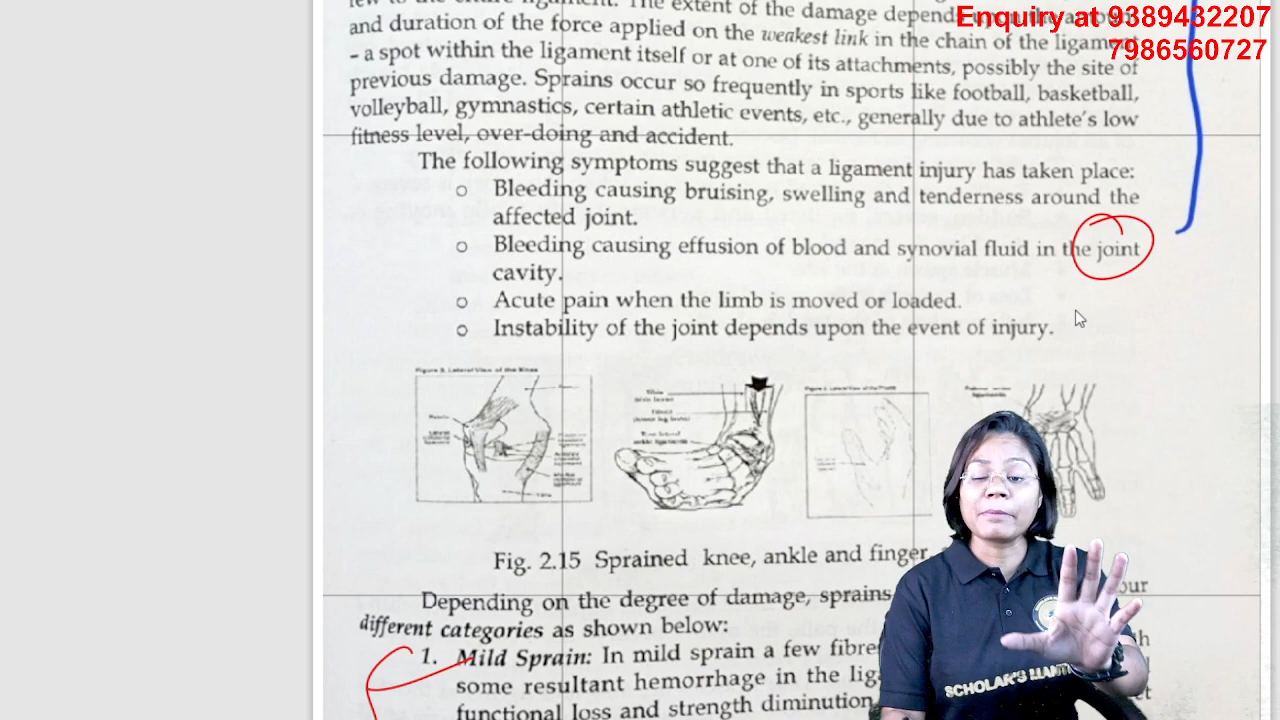 Enquiry at 9389432207
7986560727
extent of the damage
and duration of the force applied on the weakest link in the chain of the ligament
– a spot within the ligament itself or at one of its attachments, possibly the site of
previous damage. Sprains occur so frequently in sports like football, basketball,
volleyball, gymnastics, certain athletic events, etc., generally due to athlete's low
fitness level, over-doing and accident.
The following symptoms suggest that a ligament injury has taken place:
o Bleeding causing bruising, swelling and tenderness around the
affected joint.
o Bleeding causing effusion of blood and synovial fluid in the joint
cavity.
o Acute pain when the limb is moved or loaded.
o Instability of the joint depends upon the event of injury.
Fig. 2.15 Sprained knee, ankle and finger
Depending on the degree of damage, sprains
different categories as shown below:
1. Mild Sprain: In mild sprain a few fibre
some resultant hemorrhage in the
functional loss and strength diminution
SCHOLAR'S